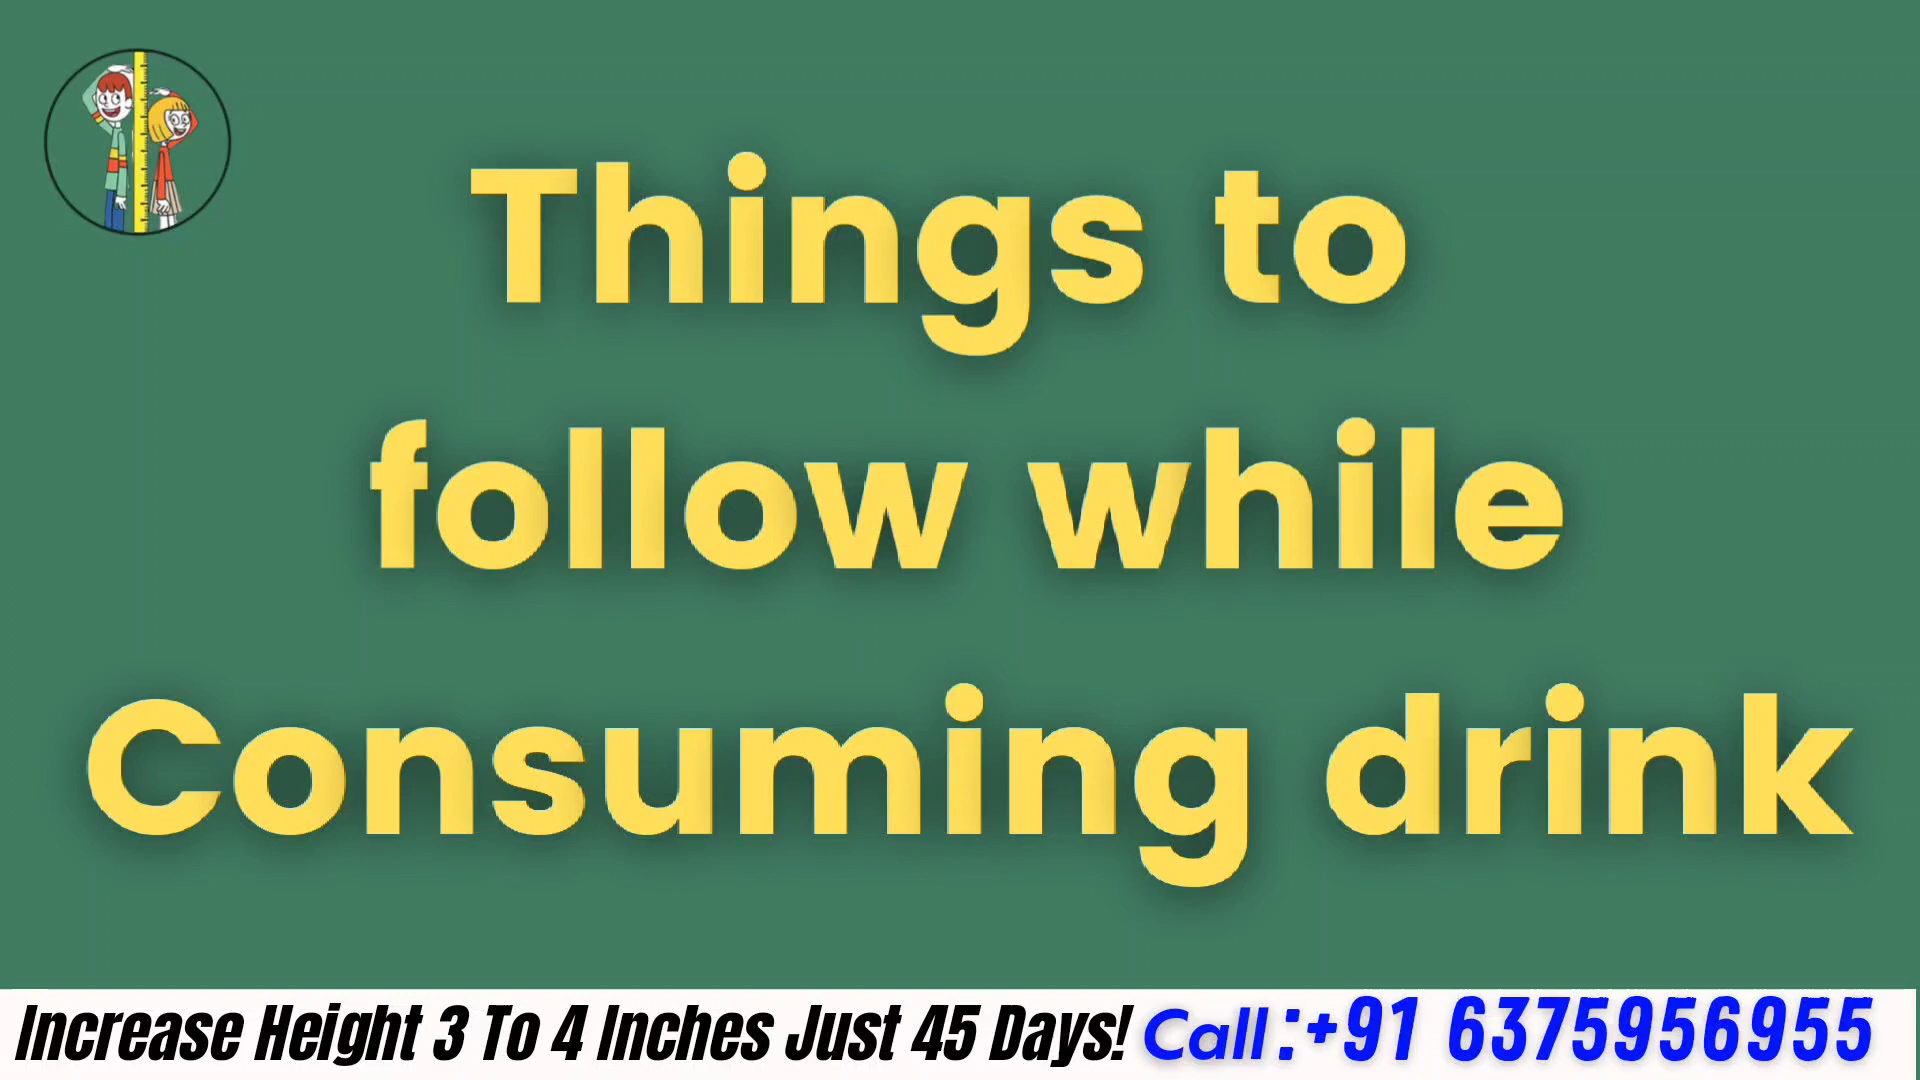 Things to
follow while
Consuming drink
Increase Height 3 To 4 Inches Just 45 Days! Call:+91 6375956955